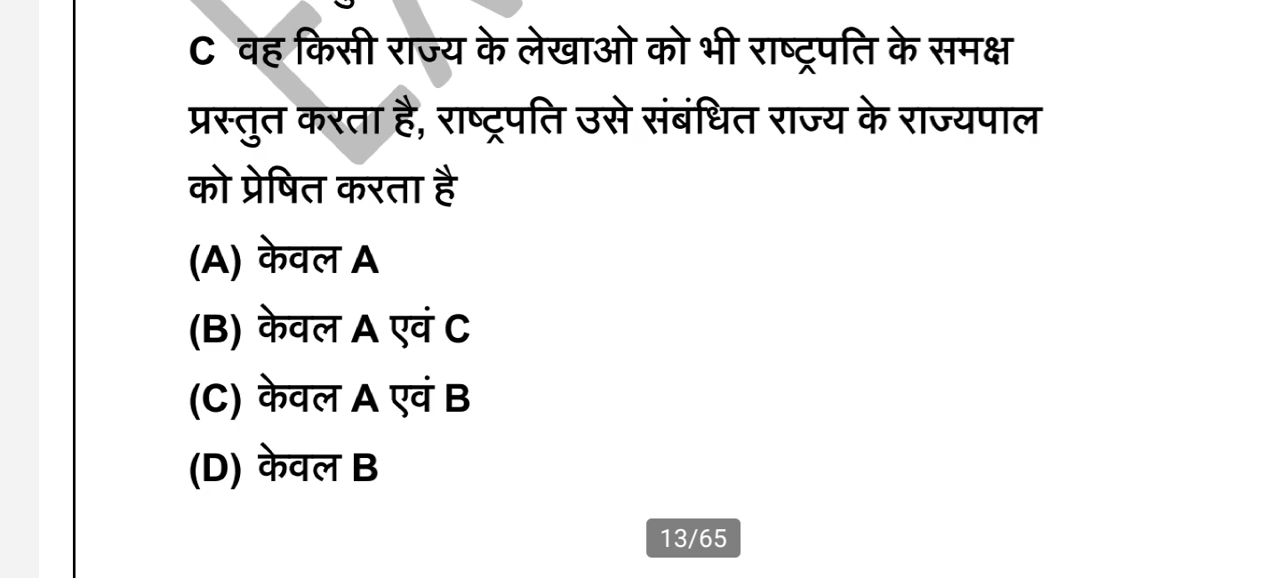 C वह किसी राज्य के लेखाओ को भी राष्ट्रपति के समक्ष
प्रस्तुत करता है, राष्ट्रपति उसे संबंधित राज्य के राज्यपाल
को प्रेषित करता है
(A) केवल A
(B) केवल A एवं C
(C) केवल A एवं B
(D) केवल B
13/65